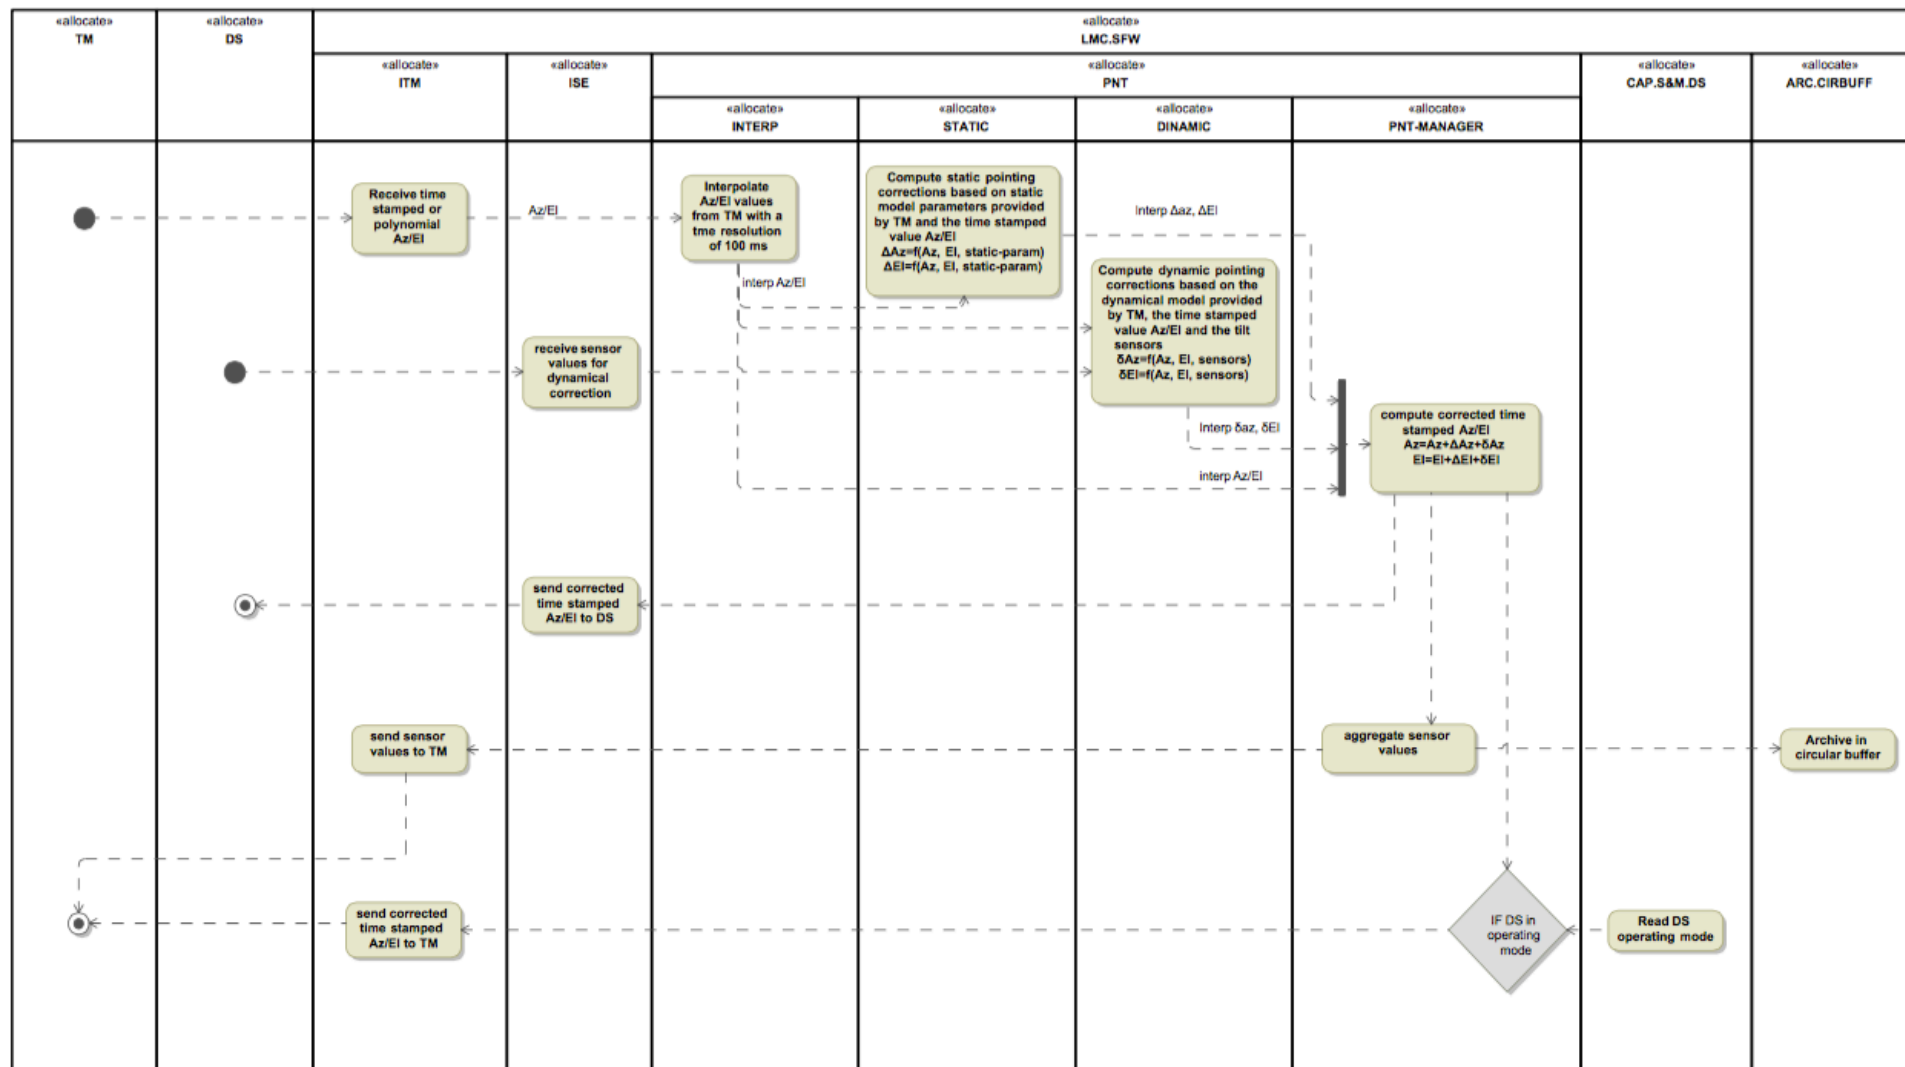 «allocate»
TM
«allocate»
DS
«allocate»
LMC.SFW
«allocate»
ITM
«allocate»
ISE
«allocate»
PNT
«allocate»
CAP.S&M.DS
«allocate»
ARC.CIRBUFF
«allocate»
INTERP
«allocate»
STATIC
«allocate»
DINAMIC
«allocate»
PNT-MANAGER
Receive time
stamped or
polynomial
Az/El
Az/El
Interpolate
Az/El values
from TM with a
tme resolution
of 100 ms
interp Az/El
Compute static pointing
corrections based on static
model parameters provided
by TM and the time stamped
value Az/El
ΔAz=f(Az, El, static-param)
ΔEl=f(Az, El, static-param)
Interp Δaz, ΔEl
Compute dynamic pointing
corrections based on the
dynamical model provided
by TM, the time stamped
value Az/El and the tilt
sensors
δAz=f(Az, El, sensors)
δEl=f(Az, El, sensors)
receive sensor
values for
dynamical
correction
Interp δaz, δEl
interp Az/El
compute corrected time
stamped Az/El
Az=Az+ΔAz+δAz
El=El+ΔEl+δEl
send corrected
time stamped
Az/El to DS
send sensor
values to TM
aggregate sensor
values
Archive in
circular buffer
send corrected
time stamped
Az/El to TM
IF DS in
operating
mode
Read DS
operating mode